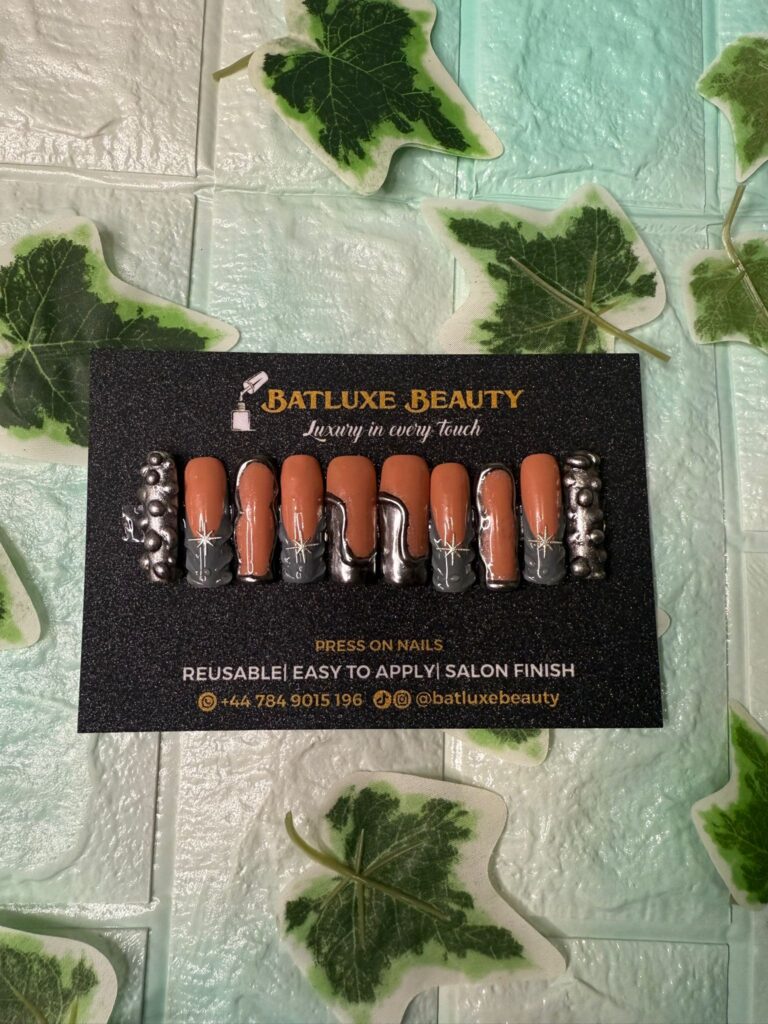 BATLUXE BEAUTY
Luxury in every touch
PRESS ON NAILS
REUSABLE| EASY TO APPLY| SALON FINISH
+44 784 9015 196 @batluxebeauty